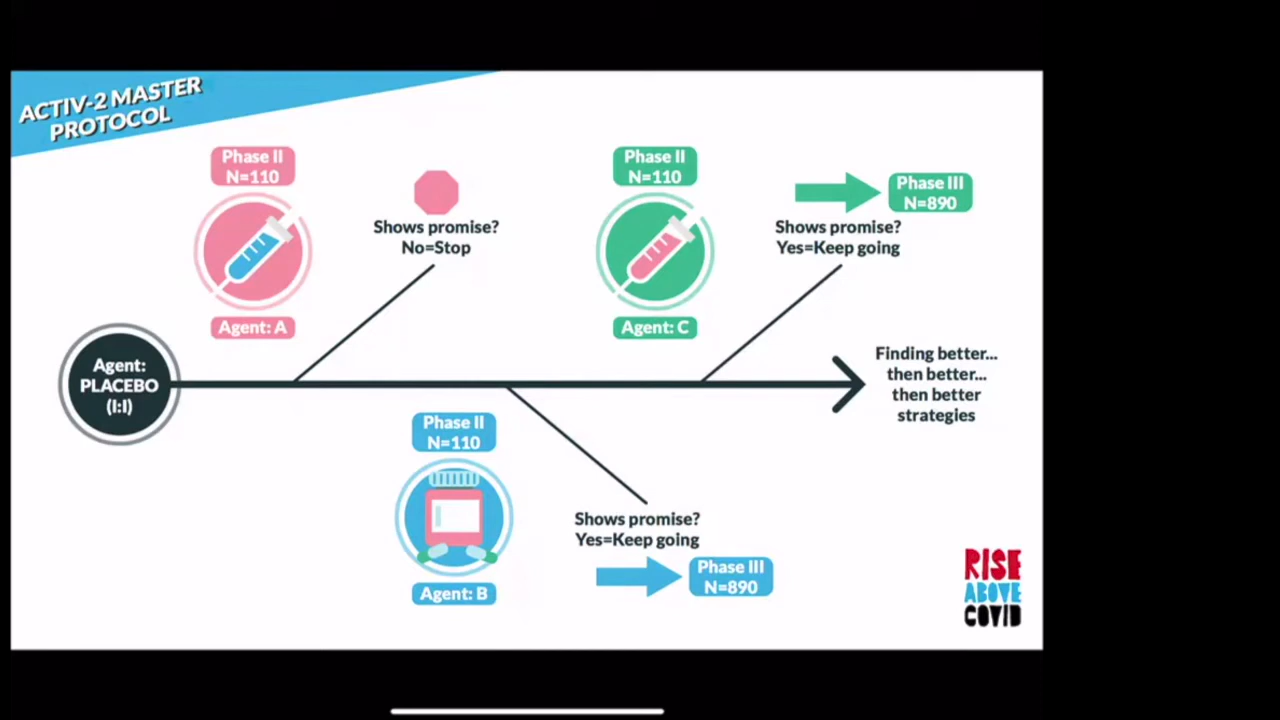 ACTIV-2 MASTER
PROTOCOL
Phase II
N=110
Agent: A
Shows promise?
No=Stop
Phase II
N=110
Agent: C
Shows promise?
Yes=Keep going
Phase III
N=890
Agent:
PLACEBO
(I:I)
Finding better...
then better...
then better
strategies
Phase II
N=110
Agent: B
Shows promise?
Yes=Keep going
Phase III
N=890
RISE
ABOVE
COVID